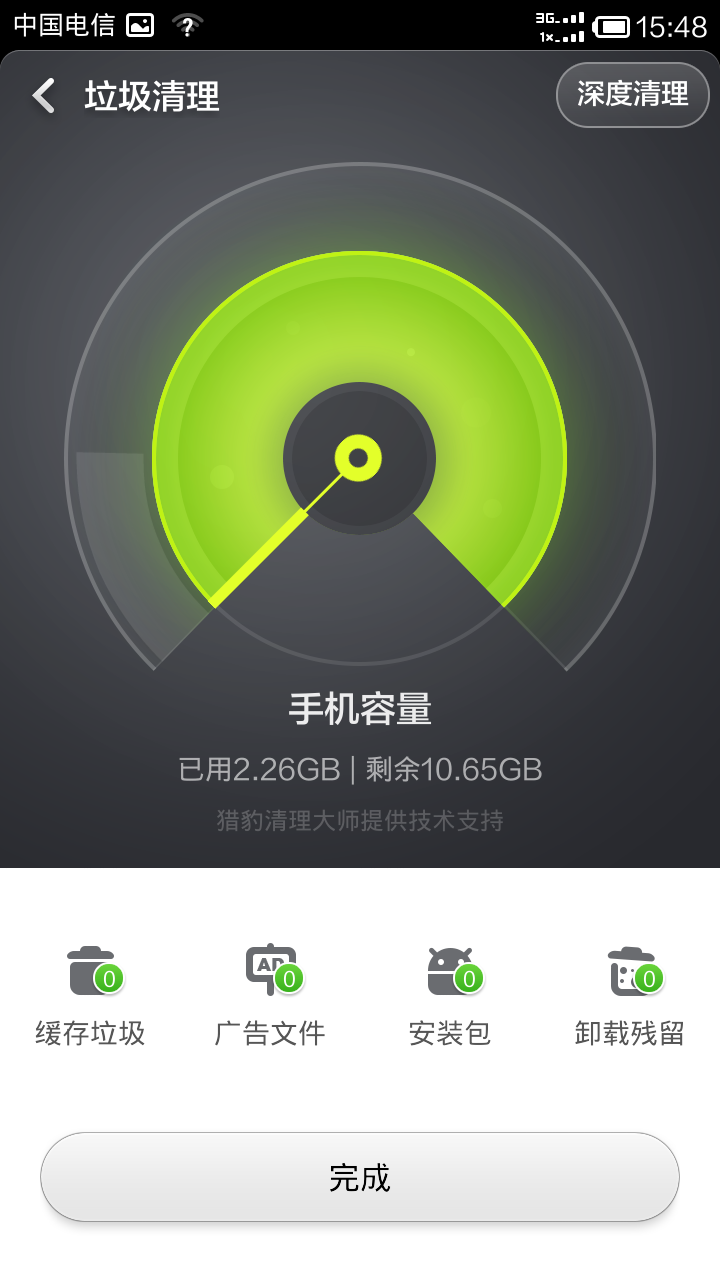 中国电信 3G 1× 15:48
垃圾清理 深度清理
手机容量
已用2.26GB | 剩余10.65GB
猎豹清理大师提供技术支持
0 AD 0 0 0
缓存垃圾 广告文件 安装包 卸载残留
完成